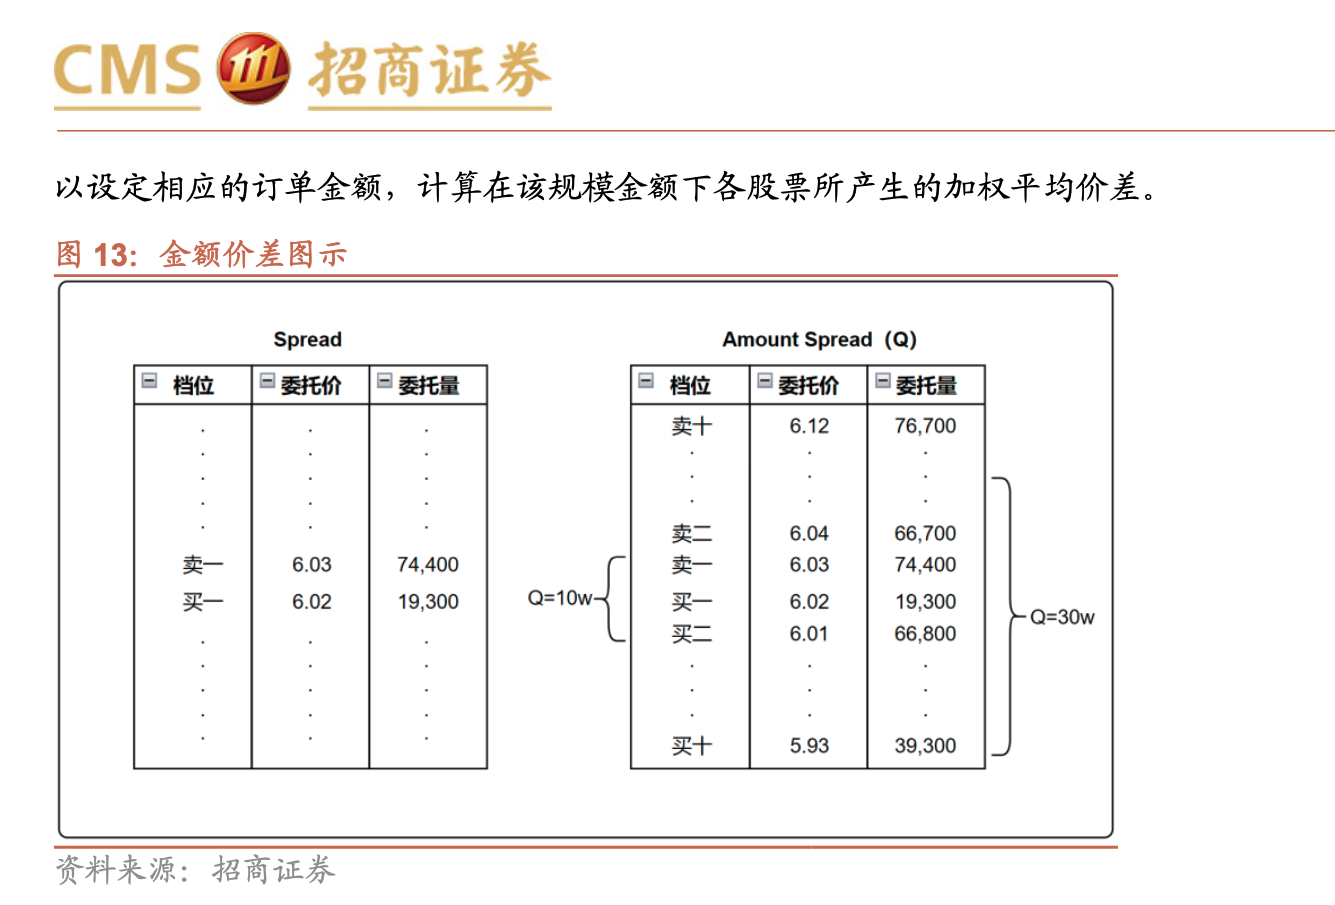 CMS 招商证券
以设定相应的订单金额，计算在该规模金额下各股票所产生的加权平均价差。
图 13：金额价差图示
Spread
档位 委托价 委托量
卖一 6.03 74,400
买一 6.02 19,300
Amount Spread（Q）
档位 委托价 委托量
卖十 6.12 76,700
卖二 6.04 66,700
卖一 6.03 74,400
买一 6.02 19,300
买二 6.01 66,800
买十 5.93 39,300
Q=10w
Q=30w
资料来源：招商证券